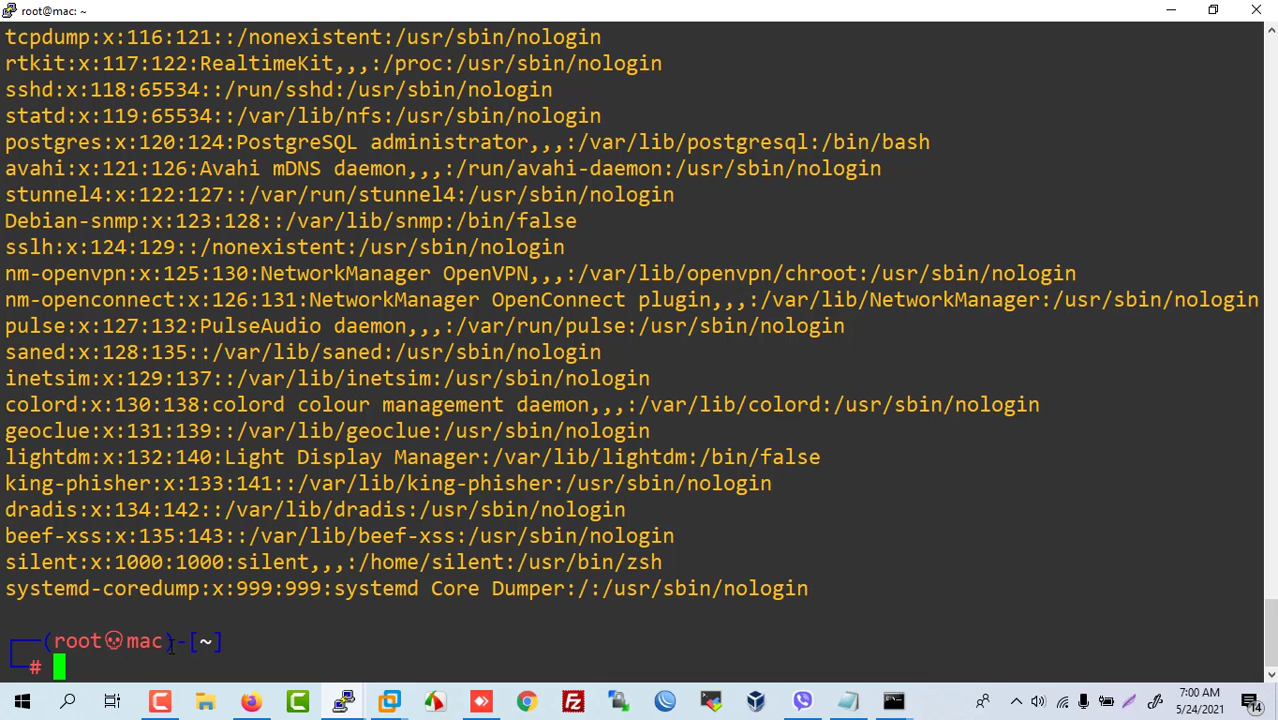 root@mac: ~
tcpdump:x:116:121::/nonexistent:/usr/sbin/nologin
rtkit:x:117:122:RealtimeKit,,,:/proc:/usr/sbin/nologin
sshd:x:118:65534::/run/sshd:/usr/sbin/nologin
statd:x:119:65534::/var/lib/nfs:/usr/sbin/nologin
postgres:x:120:124:PostgreSQL administrator,,,:/var/lib/postgresql:/bin/bash
avahi:x:121:126:Avahi mDNS daemon,,,:/run/avahi-daemon:/usr/sbin/nologin
stunnel4:x:122:127::/var/run/stunnel4:/usr/sbin/nologin
Debian-snmp:x:123:128::/var/lib/snmp:/bin/false
sslh:x:124:129::/nonexistent:/usr/sbin/nologin
nm-openvpn:x:125:130:NetworkManager OpenVPN,,,:/var/lib/openvpn/chroot:/usr/sbin/nologin
nm-openconnect:x:126:131:NetworkManager OpenConnect plugin,,,:/var/lib/NetworkManager:/usr/sbin/nologin
pulse:x:127:132:PulseAudio daemon,,,:/var/run/pulse:/usr/sbin/nologin
saned:x:128:135::/var/lib/saned:/usr/sbin/nologin
inetsim:x:129:137::/var/lib/inetsim:/usr/sbin/nologin
colord:x:130:138:colord colour management daemon,,,:/var/lib/colord:/usr/sbin/nologin
geoclue:x:131:139::/var/lib/geoclue:/usr/sbin/nologin
lightdm:x:132:140:Light Display Manager:/var/lib/lightdm:/bin/false
king-phisher:x:133:141::/var/lib/king-phisher:/usr/sbin/nologin
dradis:x:134:142::/var/lib/dradis:/usr/sbin/nologin
beef-xss:x:135:143::/var/lib/beef-xss:/usr/sbin/nologin
silent:x:1000:1000:silent,,,:/home/silent:/usr/bin/zsh
systemd-coredump:x:999:999:systemd Core Dumper:/:/usr/sbin/nologin
┌──(root💀mac)-[~]
└─#
7:00 AM
5/24/2021
14